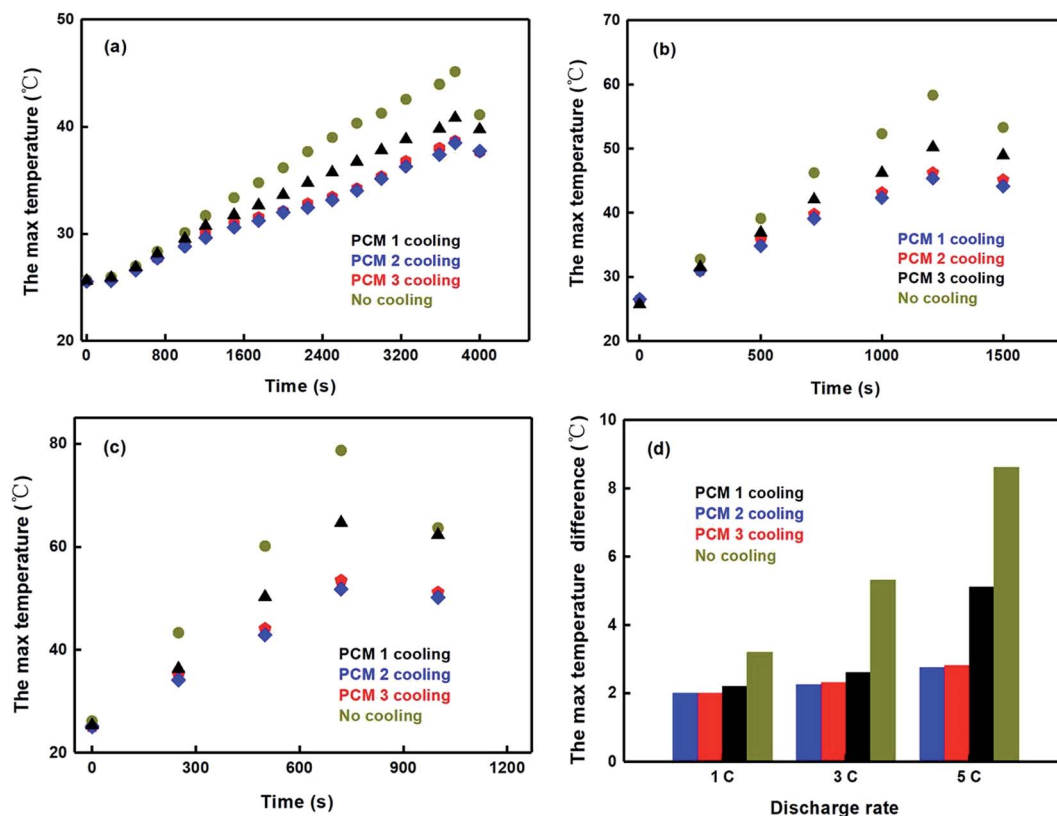 (a)
The max temperature (℃)
50
40
30
20
PCM 1 cooling
PCM 2 cooling
PCM 3 cooling
No cooling
0 800 1600 2400 3200 4000
Time (s)
(b)
The max temperature (℃)
70
60
50
40
30
20
PCM 1 cooling
PCM 2 cooling
PCM 3 cooling
No cooling
0 500 1000 1500
Time (s)
(c)
The max temperature (℃)
80
60
40
20
PCM 1 cooling
PCM 2 cooling
PCM 3 cooling
No cooling
0 300 600 900 1200
Time (s)
(d)
The max temperature difference (℃)
10
8
6
4
2
0
PCM 1 cooling
PCM 2 cooling
PCM 3 cooling
No cooling
1 C 3 C 5 C
Discharge rate